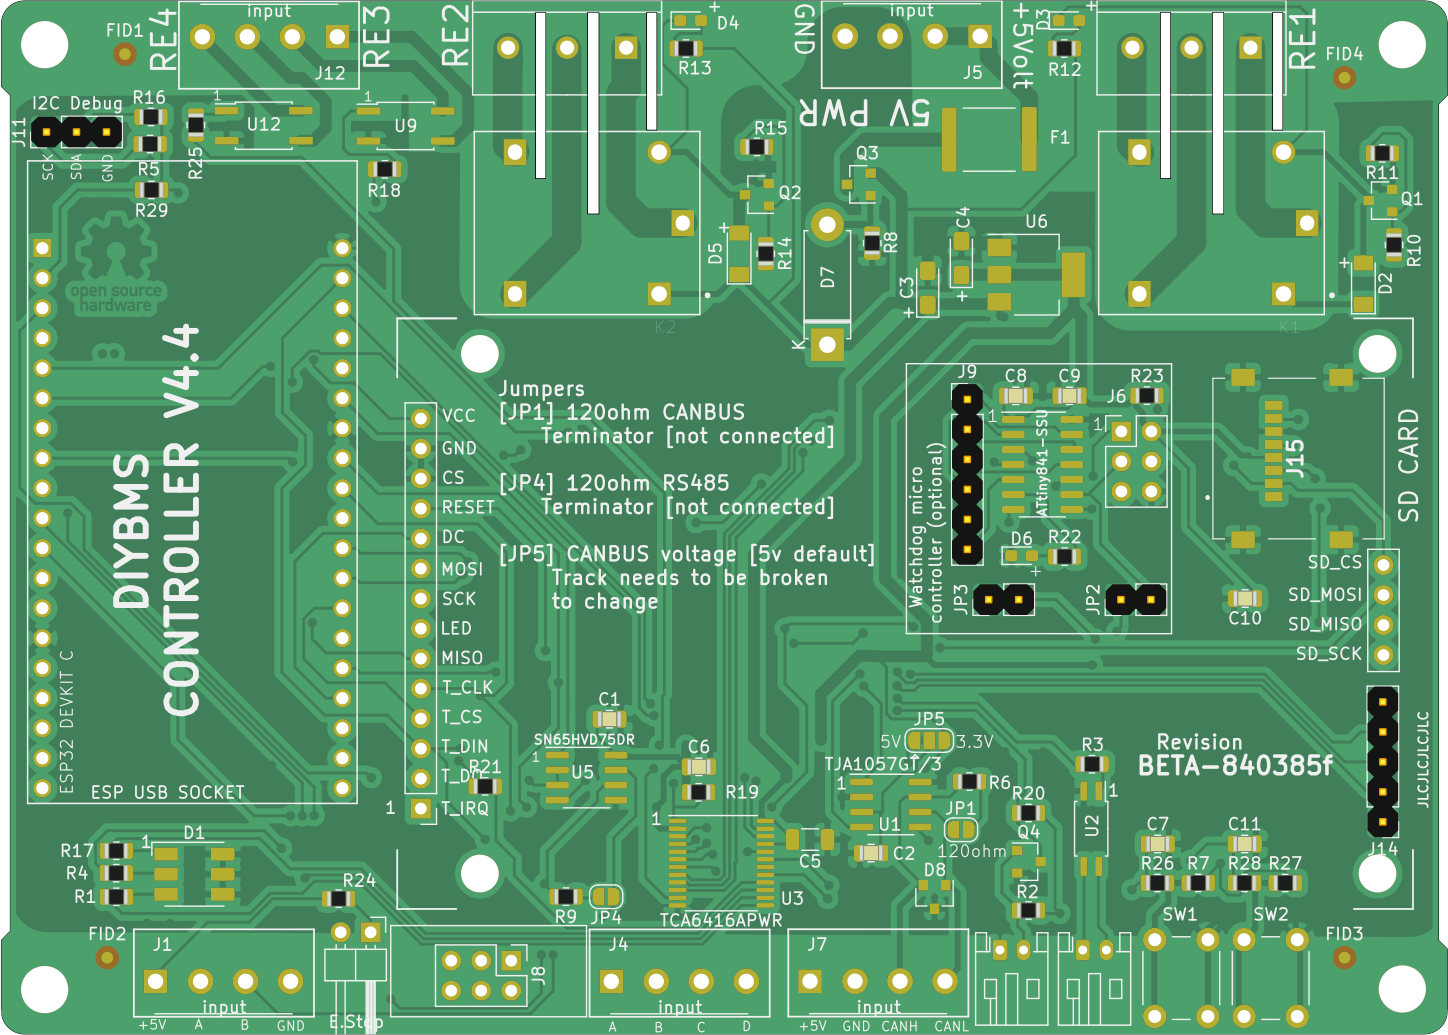 RE4
input
J12
RE3
RE2
D4
+
R13
GND
input
J5
+5Volt
D3
+
R12
RE1
FID1
FID4
I2C Debug
R16
J11
SCK
SDA
GND
R5
R25
R29
1
U12
1
U9
R18
5V PWR
R15
Q3
Q2
F1
R11
Q1
R10
+
D5
R14
D7
R8
C4
U6
C3
+
+
+
D2
K2
K
K1
open source
hardware
DIYBMS
CONTROLLER V4.4
ESP32 DEVKIT C
ESP USB SOCKET
VCC
GND
CS
RESET
DC
MOSI
SCK
LED
MISO
T_CLK
T_CS
T_DIN
T_DO
T_IRQ
1
R21
Jumpers
[JP1] 120ohm CANBUS
Terminator [not connected]
[JP4] 120ohm RS485
Terminator [not connected]
[JP5] CANBUS voltage [5v default]
Track needs to be broken
to change
J9
C8
C9
R23
1
J6
1
ATtiny841-SSU
Watchdog micro
controller (optional)
D6
+
R22
JP3
JP2
J15
SD CARD
C10
SD_CS
SD_MOSI
SD_MISO
SD_SCK
C1
SN65HVD75DR
1
U5
C6
R19
1
U3
TCA6416APWR
JP5
5V
3.3V
TJA1057GT/3
1
U1
R6
JP1
120ohm
C5
C2
D8
R20
Q4
R2
R3
1
U2
Revision
BETA-840385f
JLCJLCJLCJLC
J14
C7
C11
R26
R7
R28
R27
SW1
SW2
D1
1
R17
R4
R1
R24
R9
JP4
FID2
FID3
J1
input
+5V
A
B
GND
E.Stop
J8
J4
input
A
B
C
D
J7
input
+5V
GND
CANH
CANL